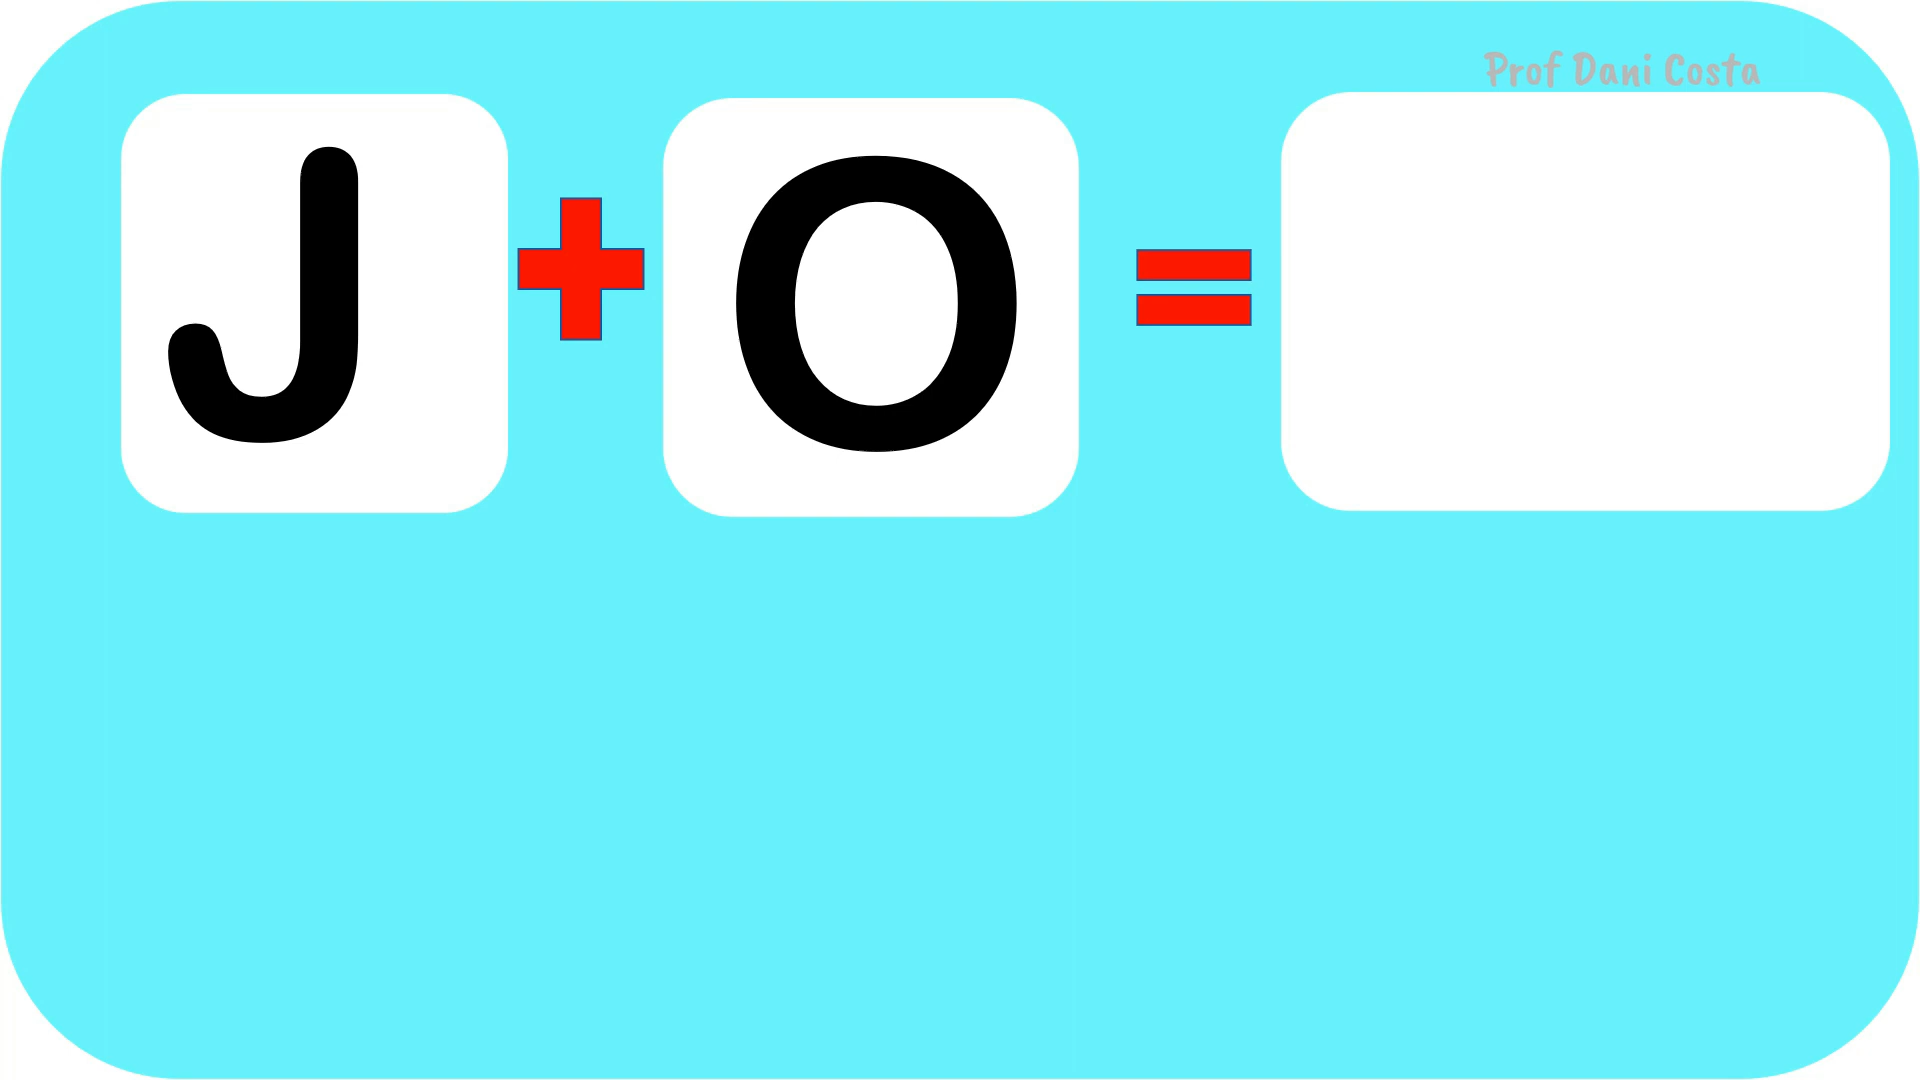 Prof Dani Costa
J + O =